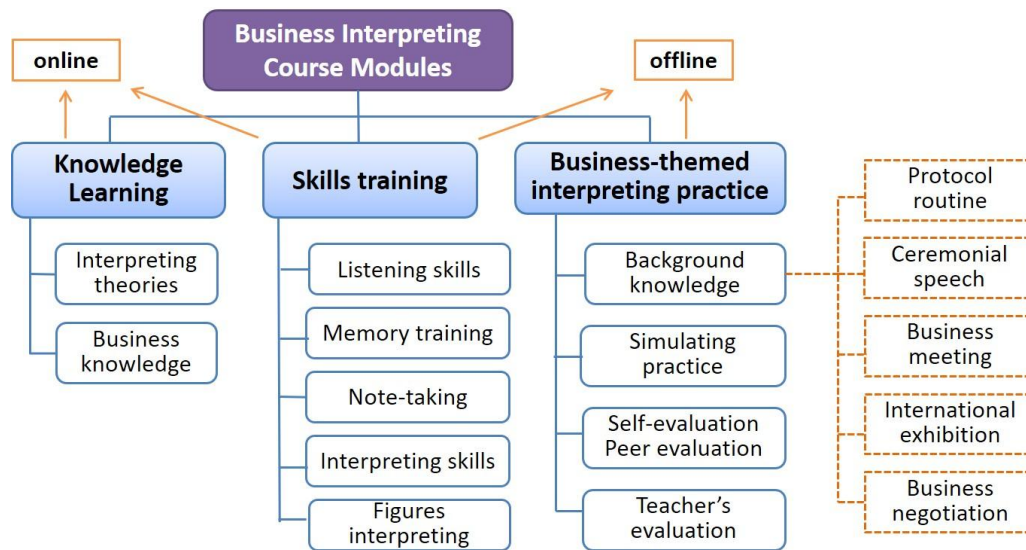 Business Interpreting
Course Modules
online
offline
Knowledge
Learning
Skills training
Business-themed
interpreting practice
Interpreting
theories
Business
knowledge
Listening skills
Memory training
Note-taking
Interpreting skills
Figures
interpreting
Background
knowledge
Simulating
practice
Self-evaluation
Peer evaluation
Teacher’s
evaluation
Protocol
routine
Ceremonial
speech
Business
meeting
International
exhibition
Business
negotiation